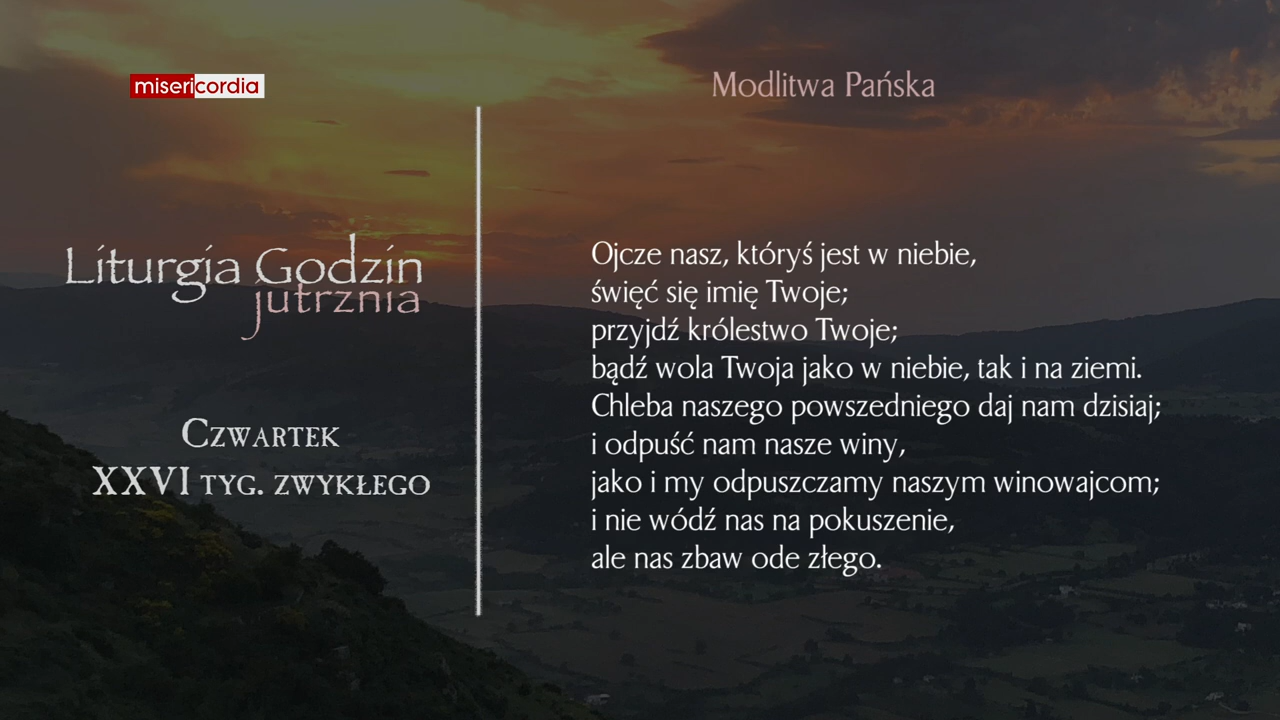 misericordia
Liturgia Godzin
jutrznia
Czwartek
XXVI tyg. zwykłego
Modlitwa Pańska
Ojcze nasz, któryś jest w niebie,
święć się imię Twoje;
przyjdź królestwo Twoje;
bądź wola Twoja jako w niebie, tak i na ziemi.
Chleba naszego powszedniego daj nam dzisiaj;
i odpuść nam nasze winy,
jako i my odpuszczamy naszym winowajcom;
i nie wódź nas na pokuszenie,
ale nas zbaw ode złego.